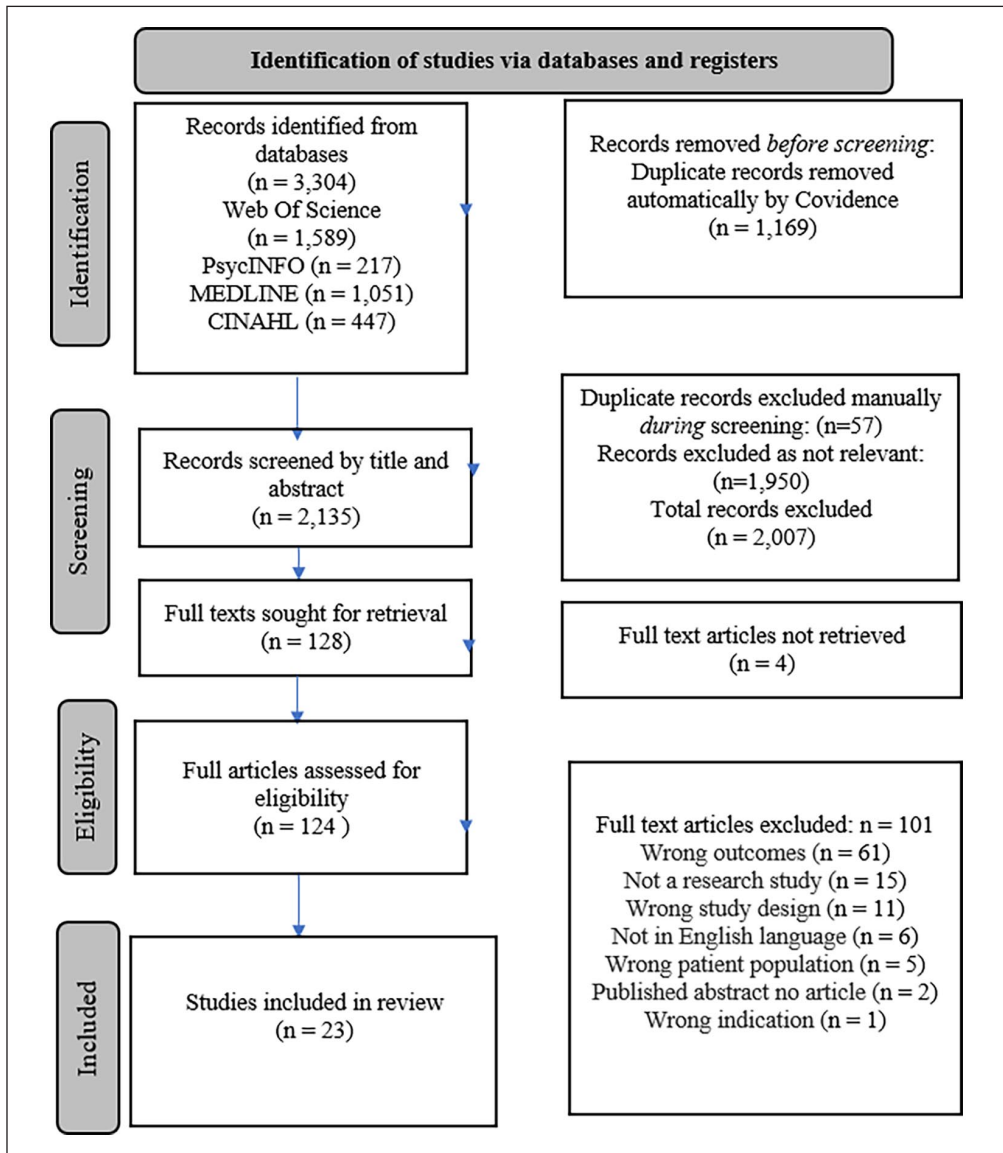 Identification of studies via databases and registers
Identification
Records identified from
databases
(n = 3,304)
Web Of Science
(n = 1,589)
PsycINFO (n = 217)
MEDLINE (n = 1,051)
CINAHL (n = 447)
Records removed before screening:
Duplicate records removed
automatically by Covidence
(n = 1,169)
Screening
Records screened by title and
abstract
(n = 2,135)
Duplicate records excluded manually
during screening: (n=57)
Records excluded as not relevant:
(n=1,950)
Total records excluded
(n = 2,007)
Full texts sought for retrieval
(n = 128)
Full text articles not retrieved
(n = 4)
Eligibility
Full articles assessed for
eligibility
(n = 124 )
Full text articles excluded: n = 101
Wrong outcomes (n = 61)
Not a research study (n = 15)
Wrong study design (n = 11)
Not in English language (n = 6)
Wrong patient population (n = 5)
Published abstract no article (n = 2)
Wrong indication (n = 1)
Included
Studies included in review
(n = 23)